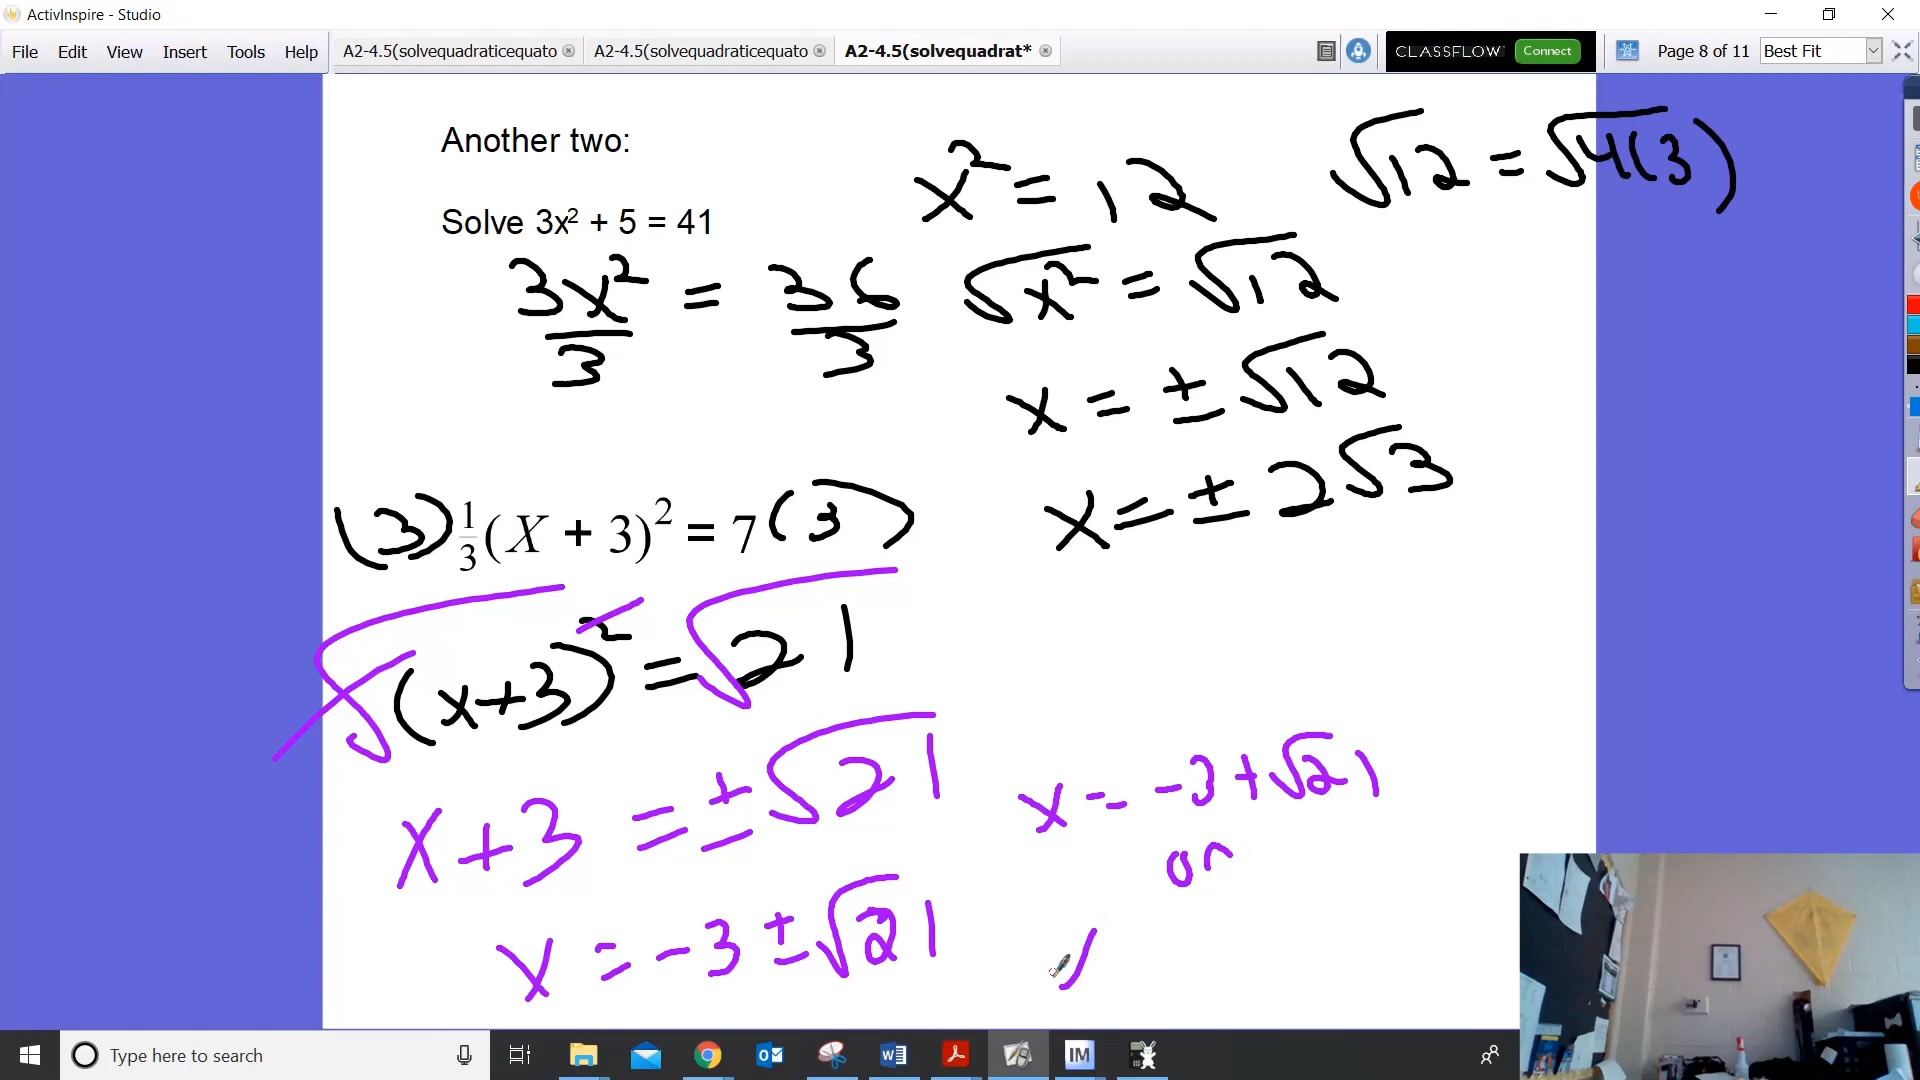 ActivInspire - Studio
File Edit View Insert Tools Help
A2-4.5(solvequadraticequato
A2-4.5(solvequadraticequato
A2-4.5(solvequadrat*
CLASSFLOW Connect
Page 8 of 11
Best Fit
Another two:
Solve 3x² + 5 = 41
3x² = 36
3 3
x² = 12
√12 = √4(3)
√x² = √12
x = ± √12
x = ± 2√3
(3) 1/3 (X + 3)² = 7 (3)
√(x+3)² = √21
x+3 = ±√21
x = -3 ± √21
x = -3 + √21
or
Type here to search